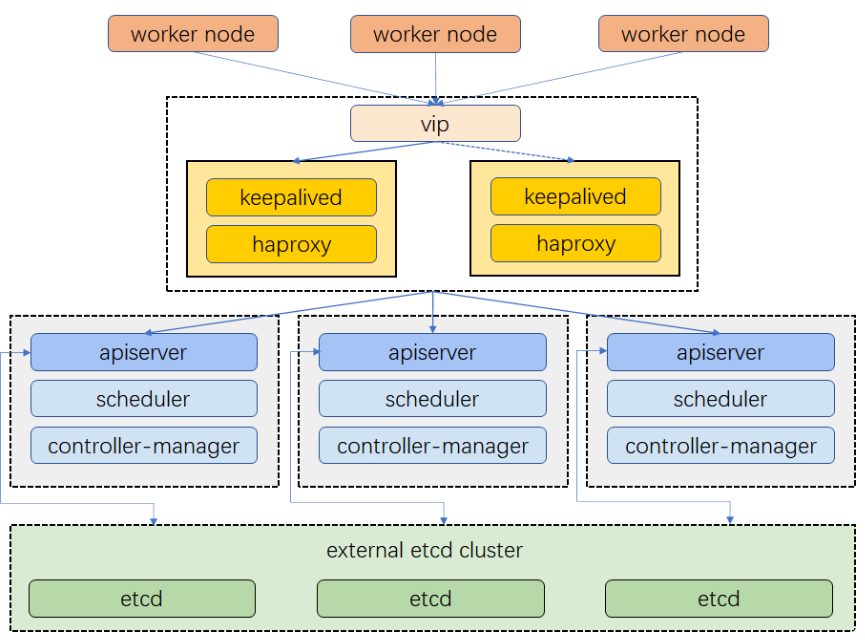 worker node
worker node
worker node
vip
keepalived
haproxy
keepalived
haproxy
apiserver
scheduler
controller-manager
apiserver
scheduler
controller-manager
apiserver
scheduler
controller-manager
external etcd cluster
etcd
etcd
etcd